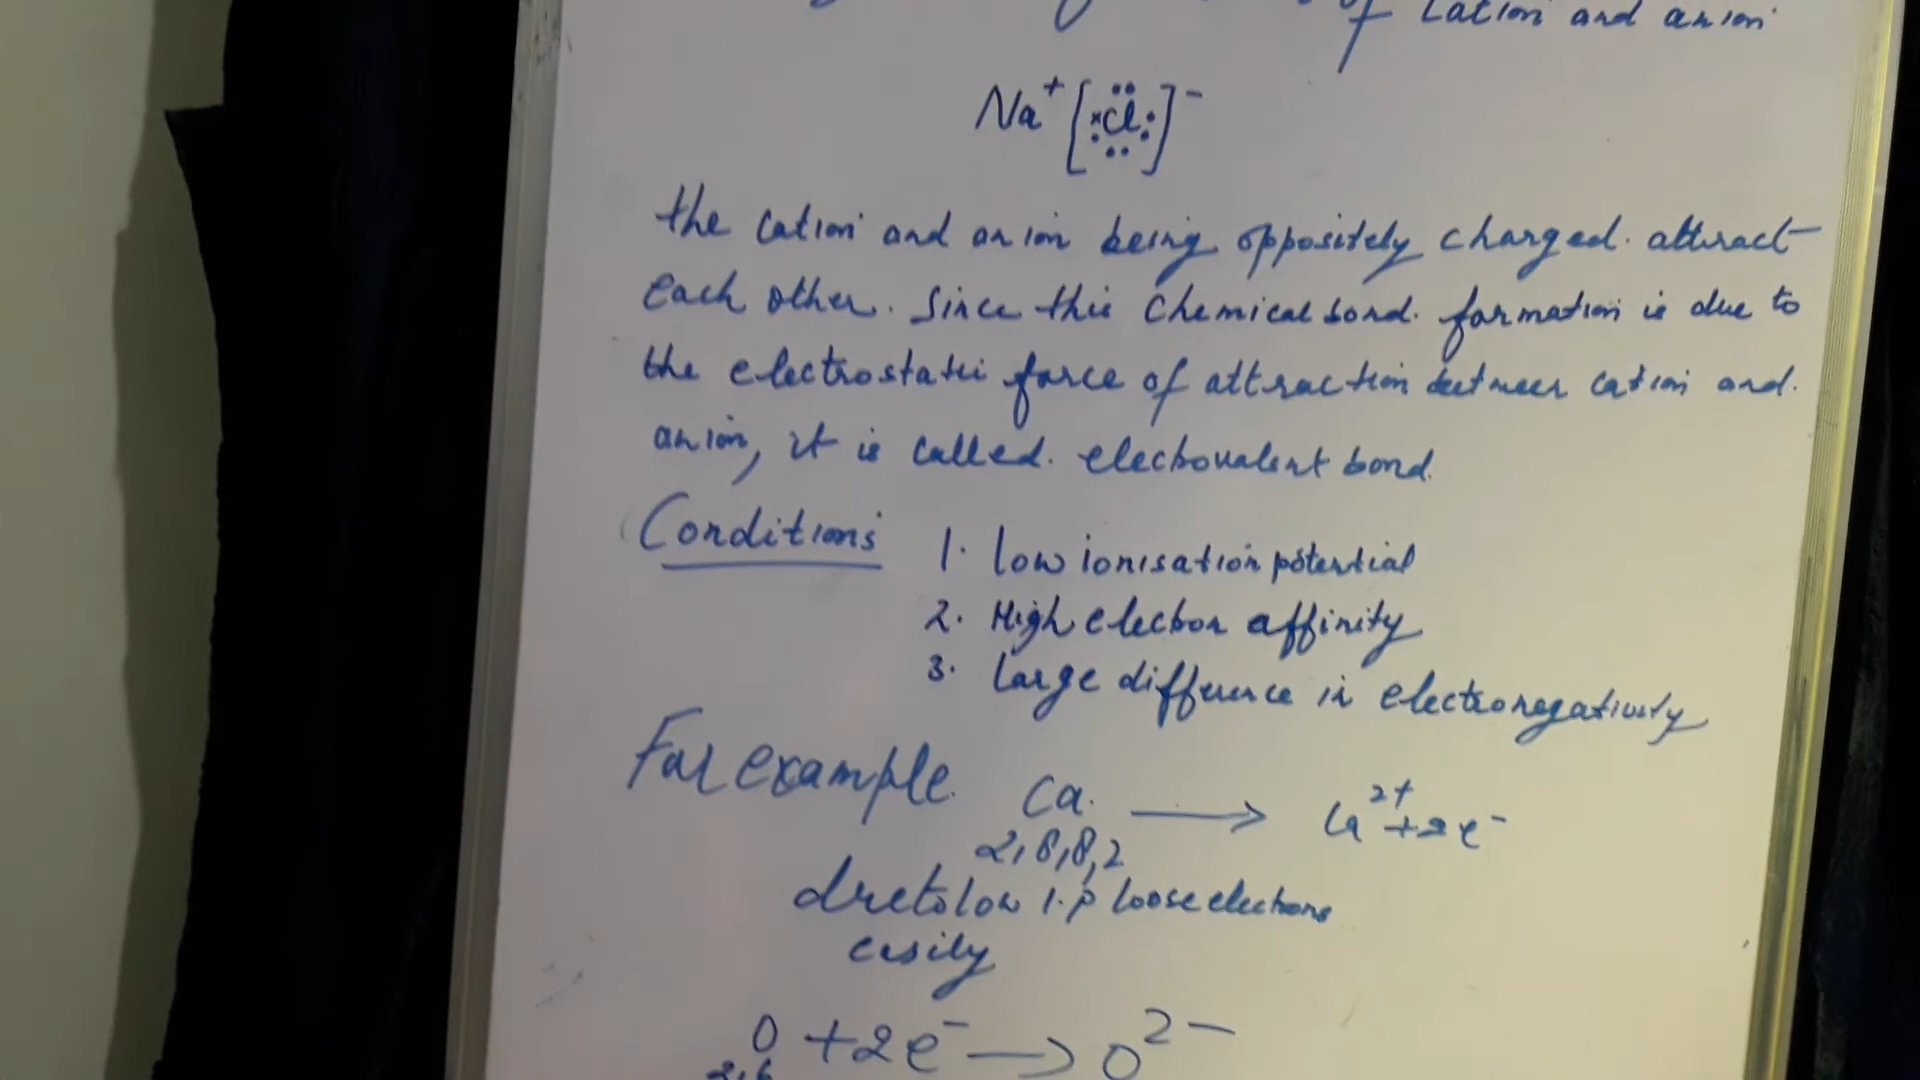 of cation and anion
Na⁺ [Cl]⁻
the cation and anion being oppositely charged. attract
each other. Since this chemical bond. formation is due to
the electrostatic force of attraction between cation and.
anion, it is called. electrovalent bond.
Conditions
1. low ionisation potential
2. High electron affinity
3. Large difference in electronegativity
For example. Ca. ⟶ Ca²⁺ + 2e⁻
2,8,8,2
due to low I.P loose electrons
easily
O + 2e⁻ ⟶ O²⁻
2,6